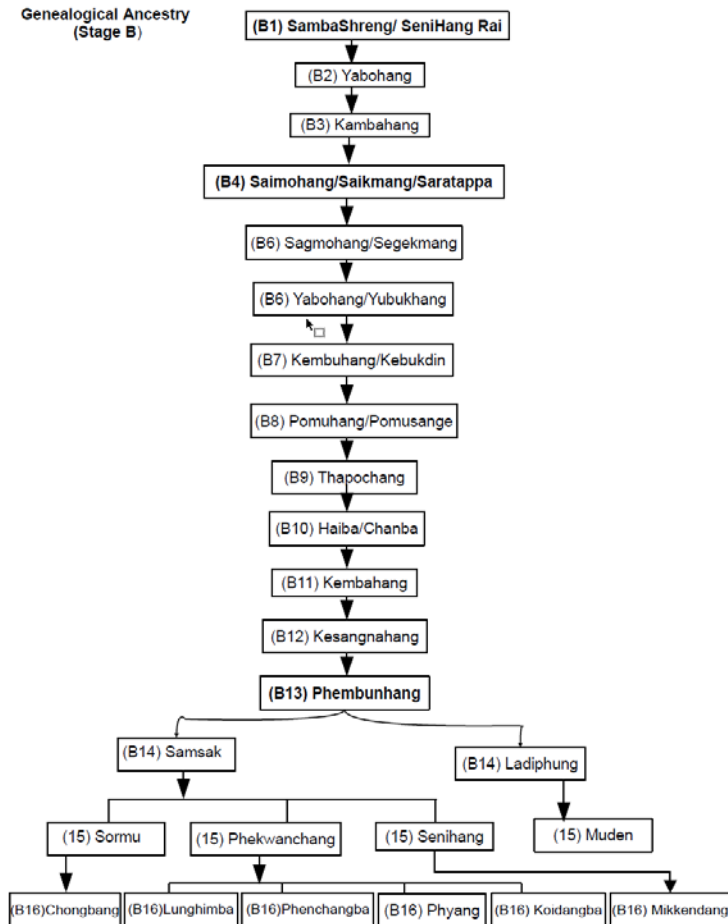 Genealogical Ancestry
(Stage B)
(B1) SambaShreng/ SeniHang Rai
(B2) Yabohang
(B3) Kambahang
(B4) Saimohang/Saikmang/Saratappa
(B6) Sagmohang/Segekmang
(B6) Yabohang/Yubukhang
(B7) Kembuhang/Kebukdin
(B8) Pomuhang/Pomusange
(B9) Thapochang
(B10) Haiba/Chanba
(B11) Kembahang
(B12) Kesangnahang
(B13) Phembunhang
(B14) Samsak
(B14) Ladiphung
(15) Sormu
(15) Phekwanchang
(15) Senihang
(15) Muden
(B16)Chongbang
(B16)Lunghimba
(B16)Phenchangba
(B16) Phyang
(B16) Koidangba
(B16) Mikkendang